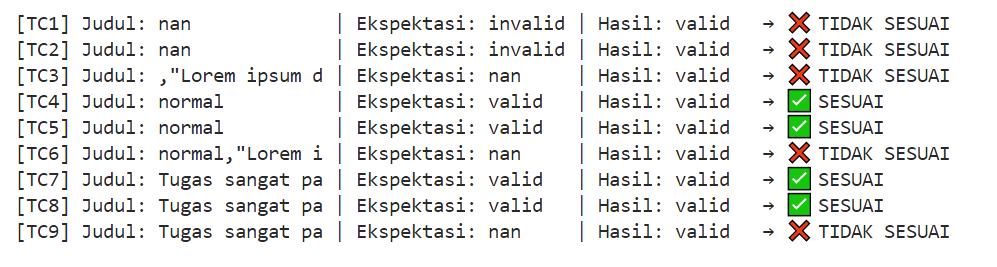 [TC1] Judul: nan | Ekspektasi: invalid | Hasil: valid → ❌ TIDAK SESUAI
[TC2] Judul: nan | Ekspektasi: invalid | Hasil: valid → ❌ TIDAK SESUAI
[TC3] Judul: ,"Lorem ipsum d | Ekspektasi: nan | Hasil: valid → ❌ TIDAK SESUAI
[TC4] Judul: normal | Ekspektasi: valid | Hasil: valid → ✅ SESUAI
[TC5] Judul: normal | Ekspektasi: valid | Hasil: valid → ✅ SESUAI
[TC6] Judul: normal,"Lorem i | Ekspektasi: nan | Hasil: valid → ❌ TIDAK SESUAI
[TC7] Judul: Tugas sangat pa | Ekspektasi: valid | Hasil: valid → ✅ SESUAI
[TC8] Judul: Tugas sangat pa | Ekspektasi: valid | Hasil: valid → ✅ SESUAI
[TC9] Judul: Tugas sangat pa | Ekspektasi: nan | Hasil: valid → ❌ TIDAK SESUAI